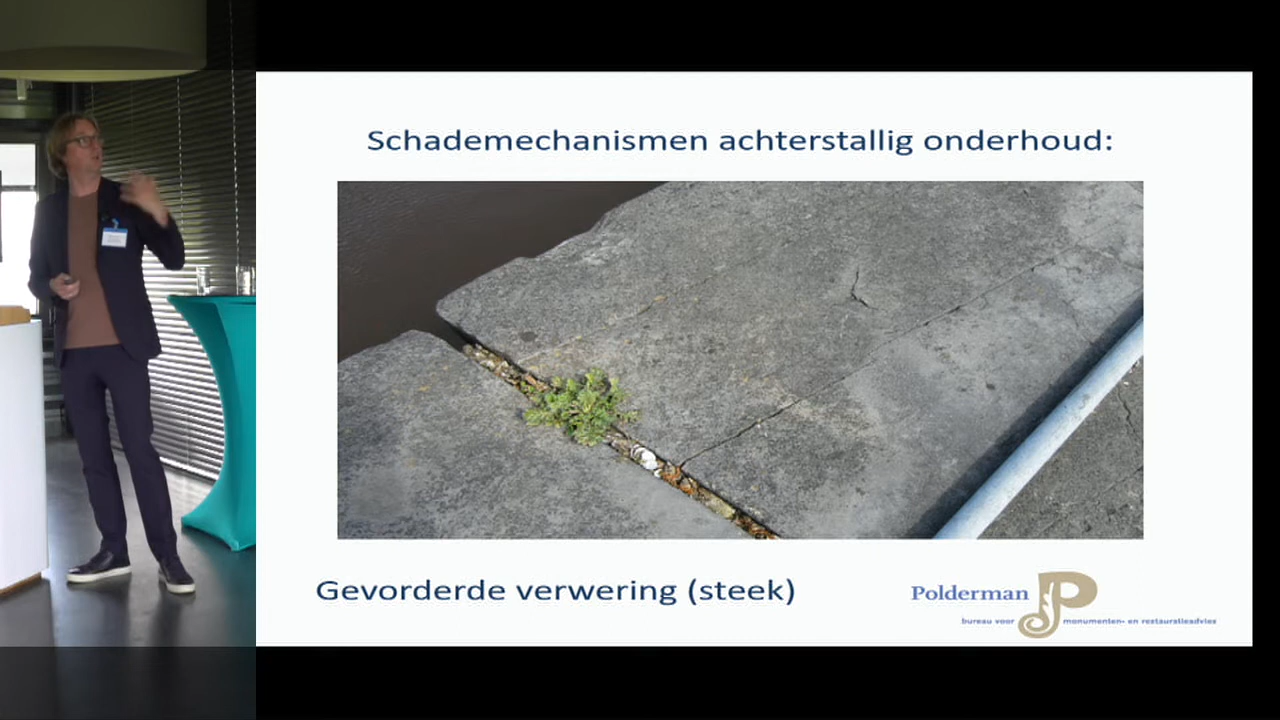 Schademechanismen achterstallig onderhoud:
Gevorderde verwering (steek)
Polderman
bureau voor monumenten- en restauratieadvies